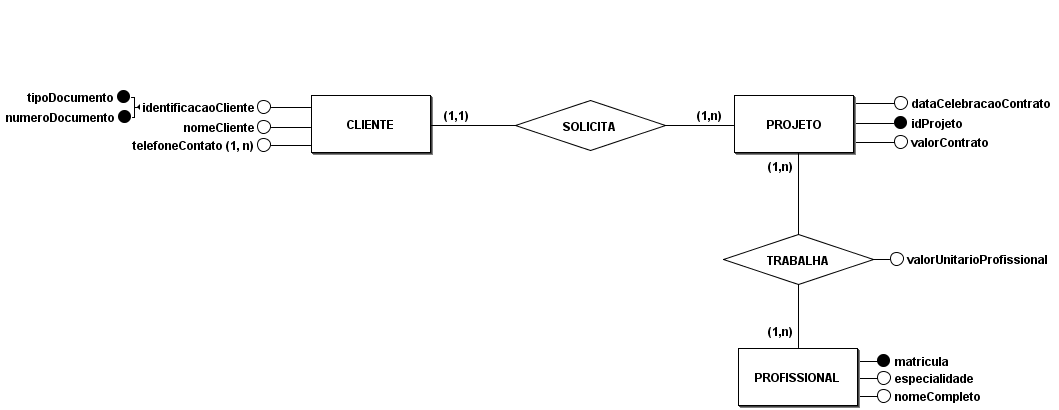 tipoDocumento
numeroDocumento
identificacaoCliente
nomeCliente
telefoneContato (1, n)
CLIENTE
(1,1)
SOLICITA
(1,n)
PROJETO
dataCelebracaoContrato
idProjeto
valorContrato
(1,n)
TRABALHA
valorUnitarioProfissional
(1,n)
PROFISSIONAL
matricula
especialidade
nomeCompleto